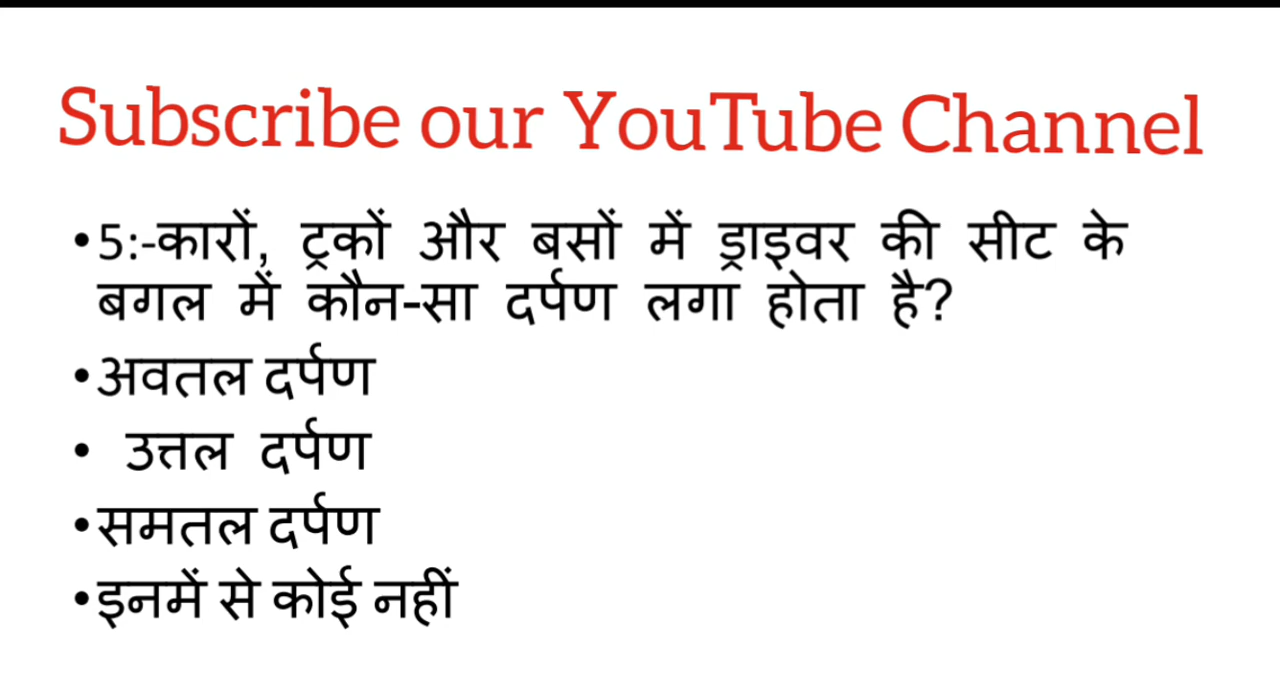 Subscribe our YouTube Channel
•5:-कारों, ट्रकों और बसों में ड्राइवर की सीट के
बगल में कौन-सा दर्पण लगा होता है?
•अवतल दर्पण
• उत्तल दर्पण
•समतल दर्पण
•इनमें से कोई नहीं